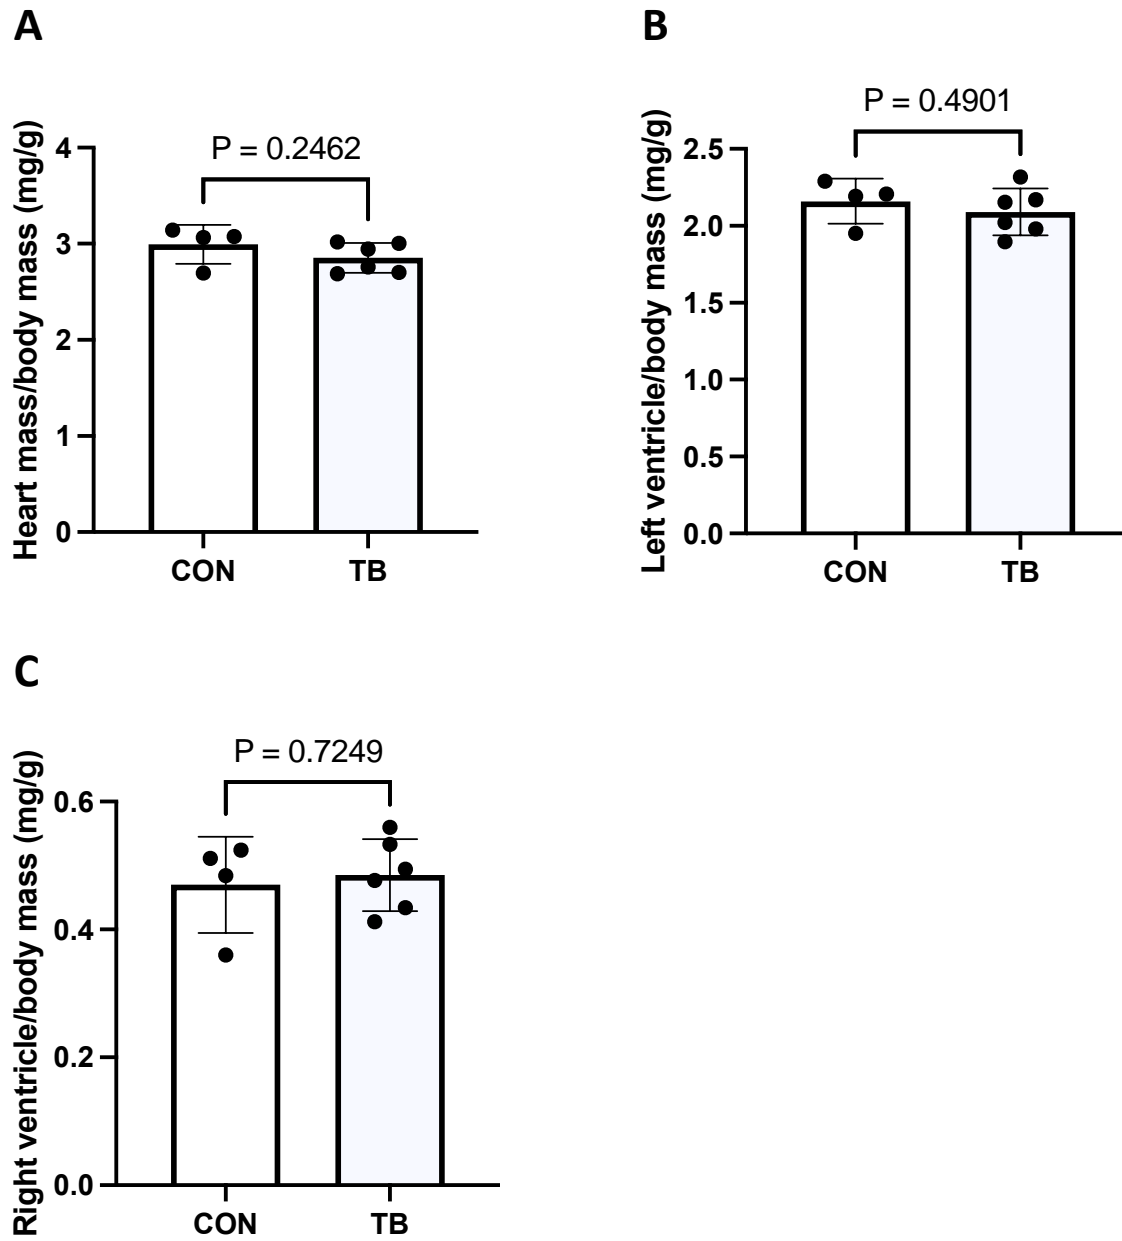 A
P = 0.2462
Heart mass/body mass (mg/g)
4
3
2
1
0
CON TB
B
P = 0.4901
Left ventricle/body mass (mg/g)
2.5
2.0
1.5
1.0
0.5
0.0
CON TB
C
P = 0.7249
Right ventricle/body mass (mg/g)
0.6
0.4
0.2
0.0
CON TB